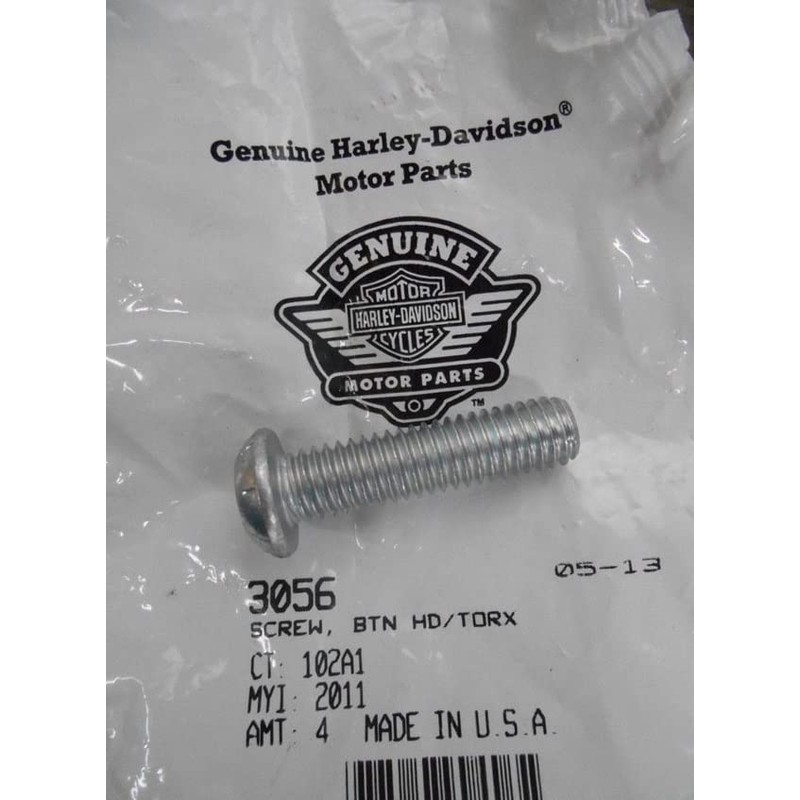 Genuine Harley-Davidson®
Motor Parts
GENUINE
MOTOR
HARLEY-DAVIDSON
CYCLES
MOTOR PARTS
™
05-13
3056
SCREW, BTN HD/TORX
CT: 102A1
MYI: 2011
AMT: 4 MADE IN U.S.A.